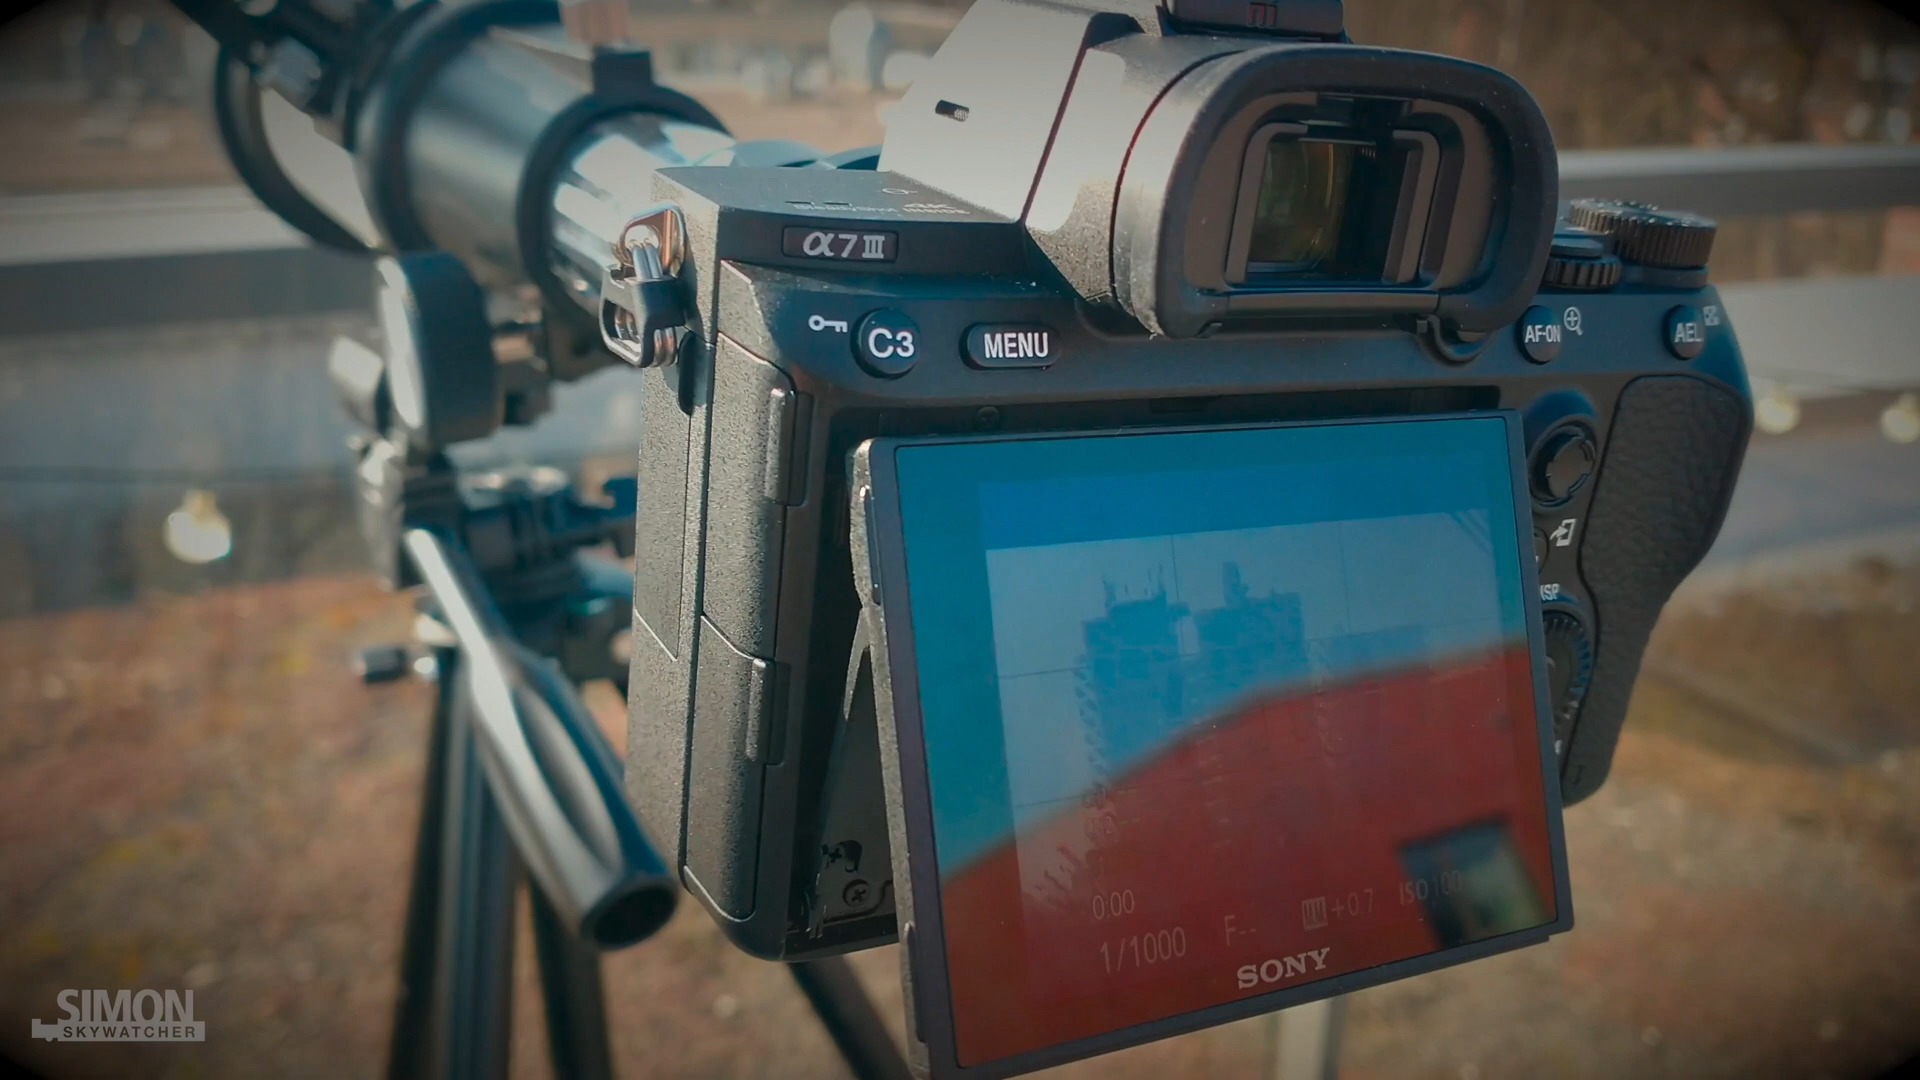 α7III
C3
MENU
AF-ON
AEL
0:00
1/1000
F--
+0.7
ISO100
SONY
SIMON
SKYWATCHER